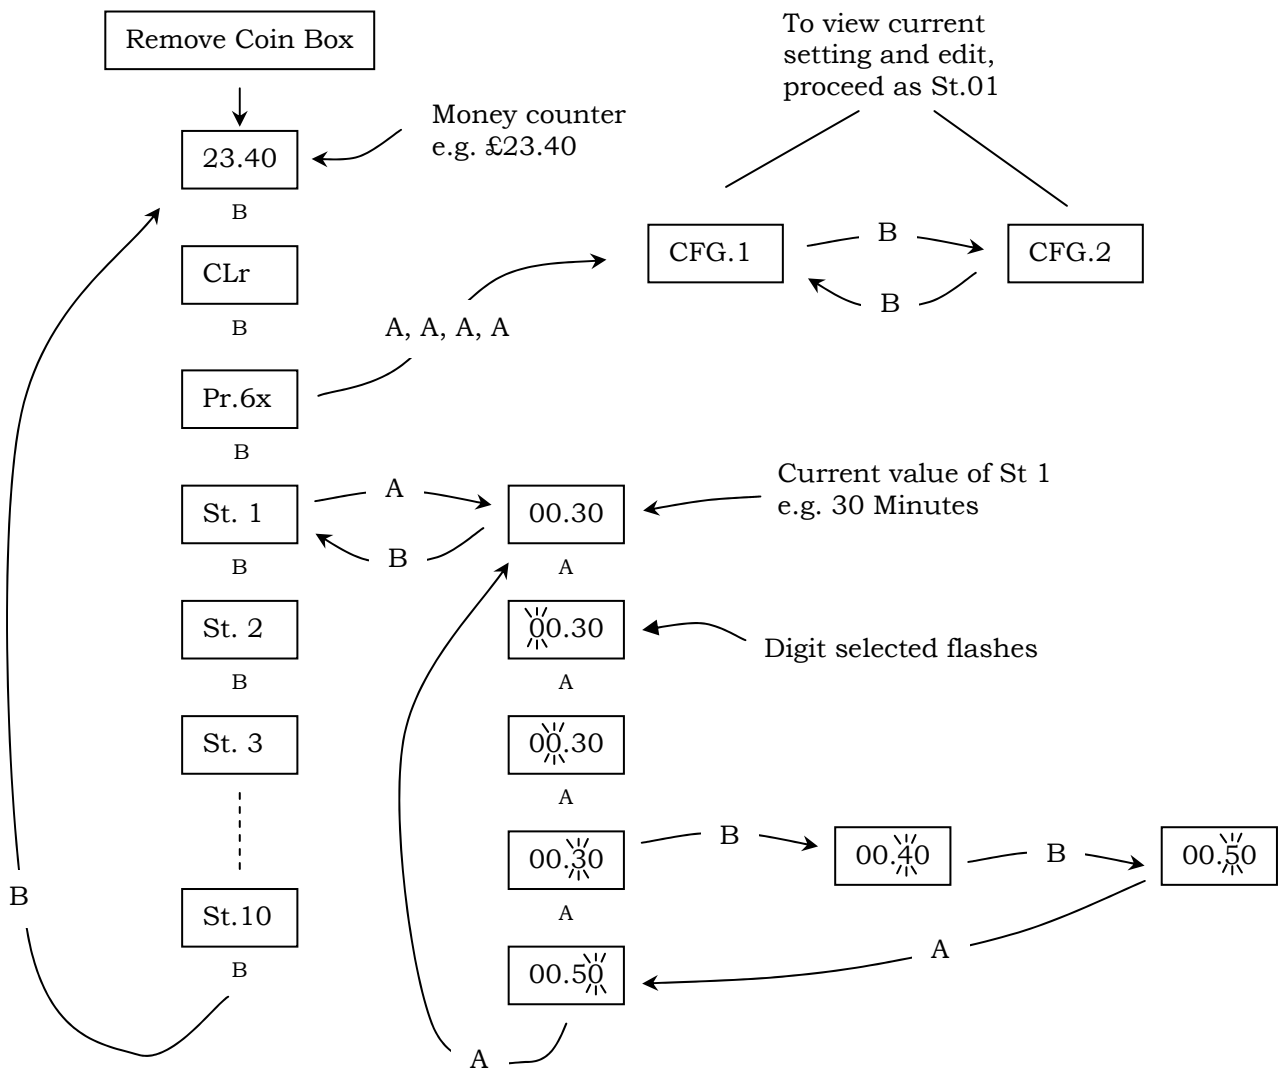 Remove Coin Box
To view current
setting and edit,
proceed as St.01
Money counter
e.g. £23.40
23.40
B
CLr
B
CFG.1
B
B
CFG.2
A, A, A, A
Pr.6x
B
St. 1
A
B
00.30
Current value of St 1
e.g. 30 Minutes
B
A
St. 2
00.30
Digit selected flashes
B
A
St. 3
00.30
A
00.30
B
00.40
B
00.50
B
St.10
A
B
00.50
A
A